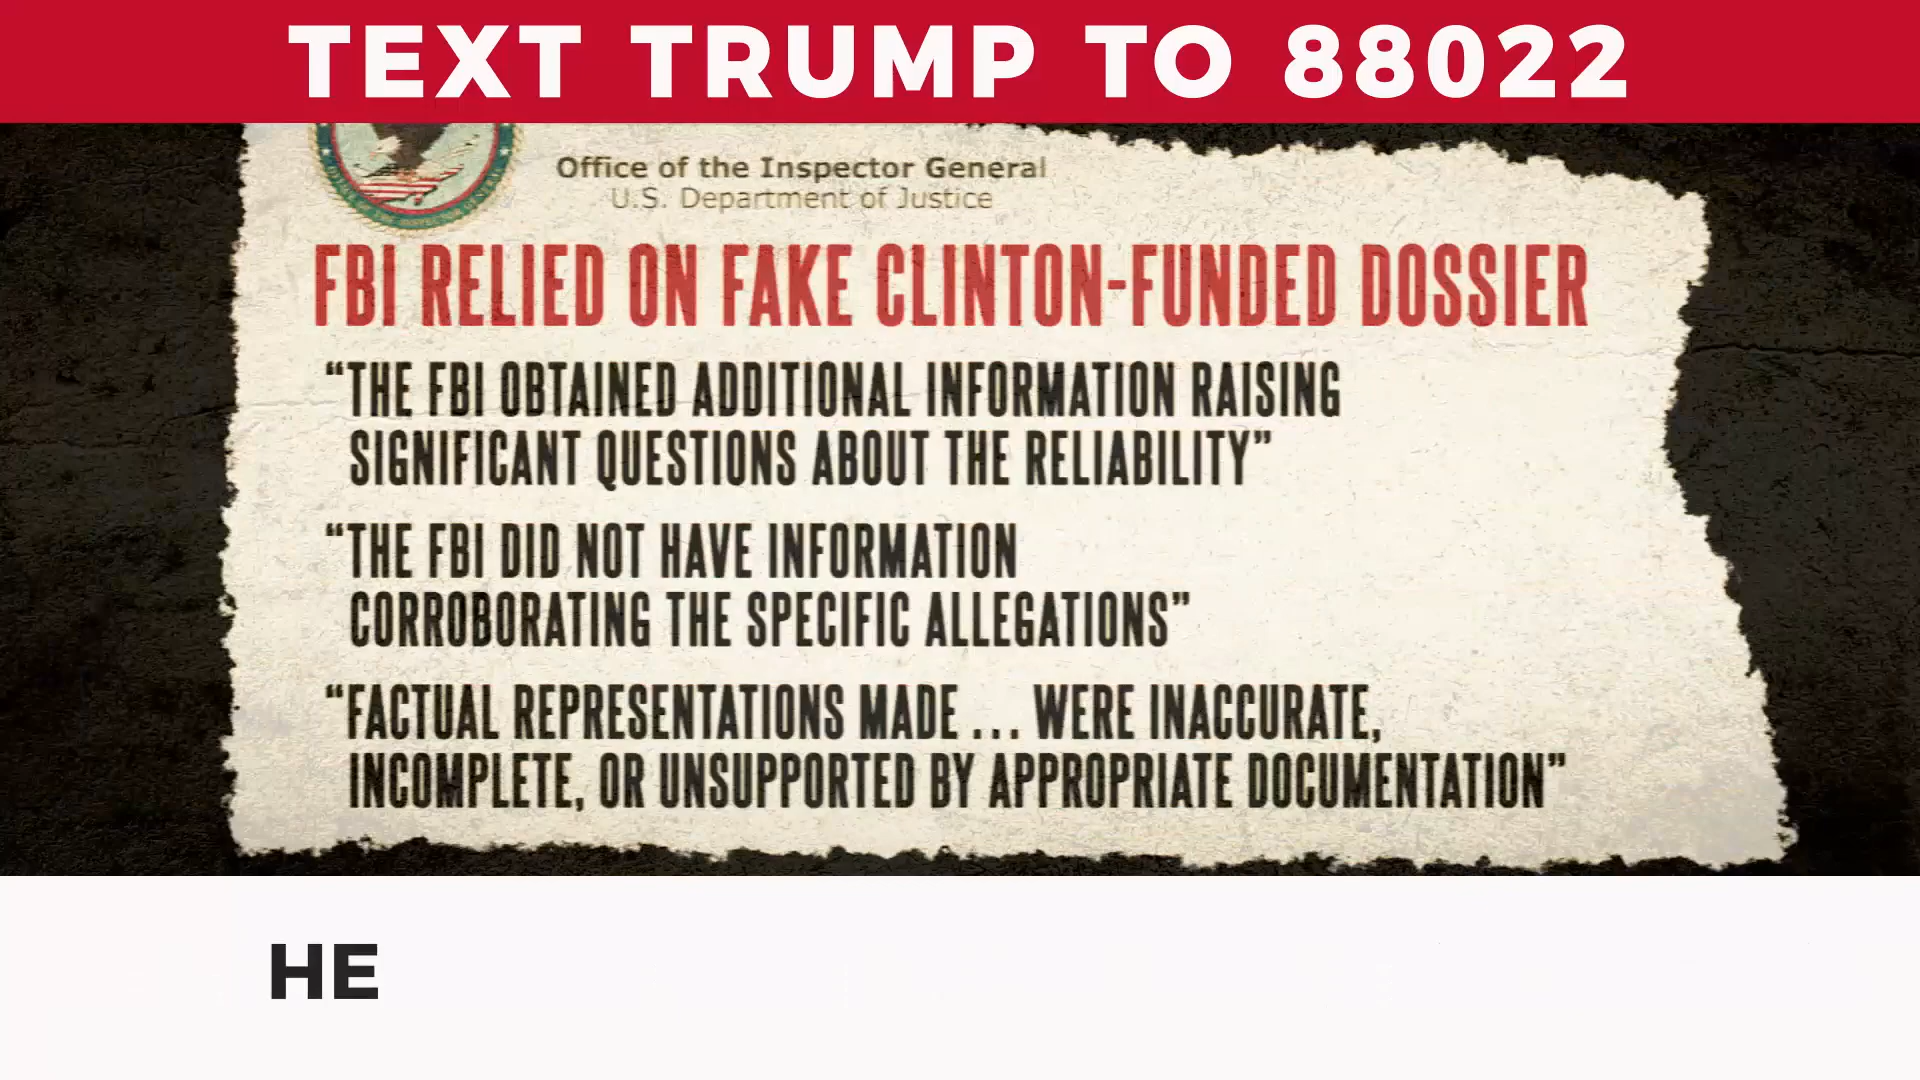 TEXT TRUMP TO 88022
Office of the Inspector General
U.S. Department of Justice
FBI RELIED ON FAKE CLINTON-FUNDED DOSSIER
“THE FBI OBTAINED ADDITIONAL INFORMATION RAISING
SIGNIFICANT QUESTIONS ABOUT THE RELIABILITY”
“THE FBI DID NOT HAVE INFORMATION
CORROBORATING THE SPECIFIC ALLEGATIONS”
“FACTUAL REPRESENTATIONS MADE ... WERE INACCURATE,
INCOMPLETE, OR UNSUPPORTED BY APPROPRIATE DOCUMENTATION”
HE